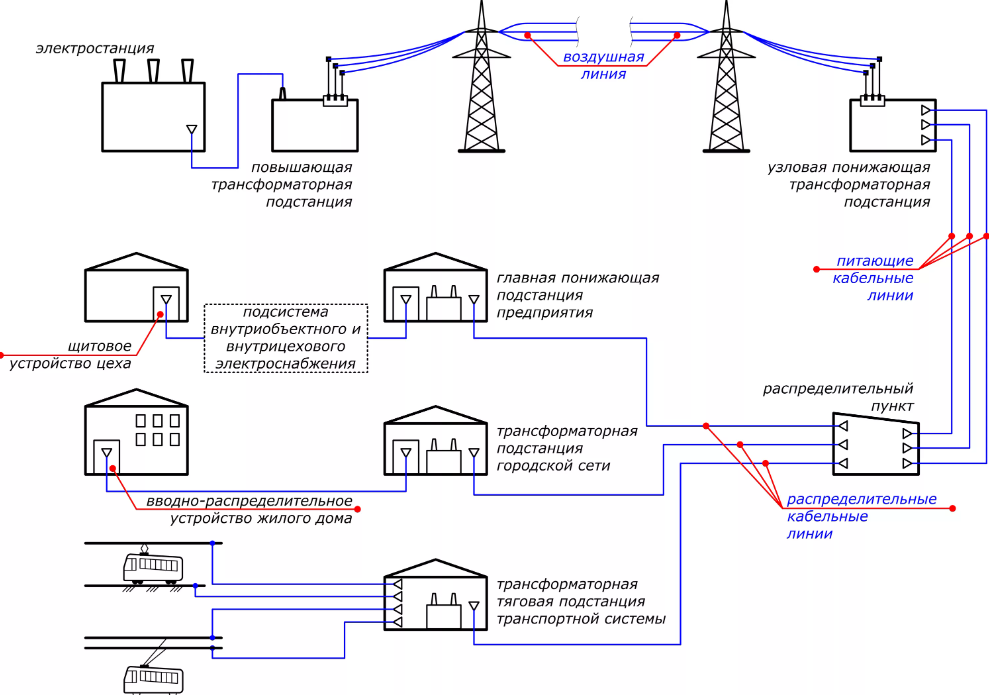 электростанция
воздушная
линия
повышающая
трансформаторная
подстанция
узловая понижающая
трансформаторная
подстанция
питающие
кабельные
линии
главная понижающая
подстанция
предприятия
подсистема
внутриобъектного и
внутрицехового
электроснабжения
щитовое
устройство цеха
распределительный
пункт
трансформаторная
подстанция
городской сети
вводно-распределительное
устройство жилого дома
распределительные
кабельные
линии
трансформаторная
тяговая подстанция
транспортной системы